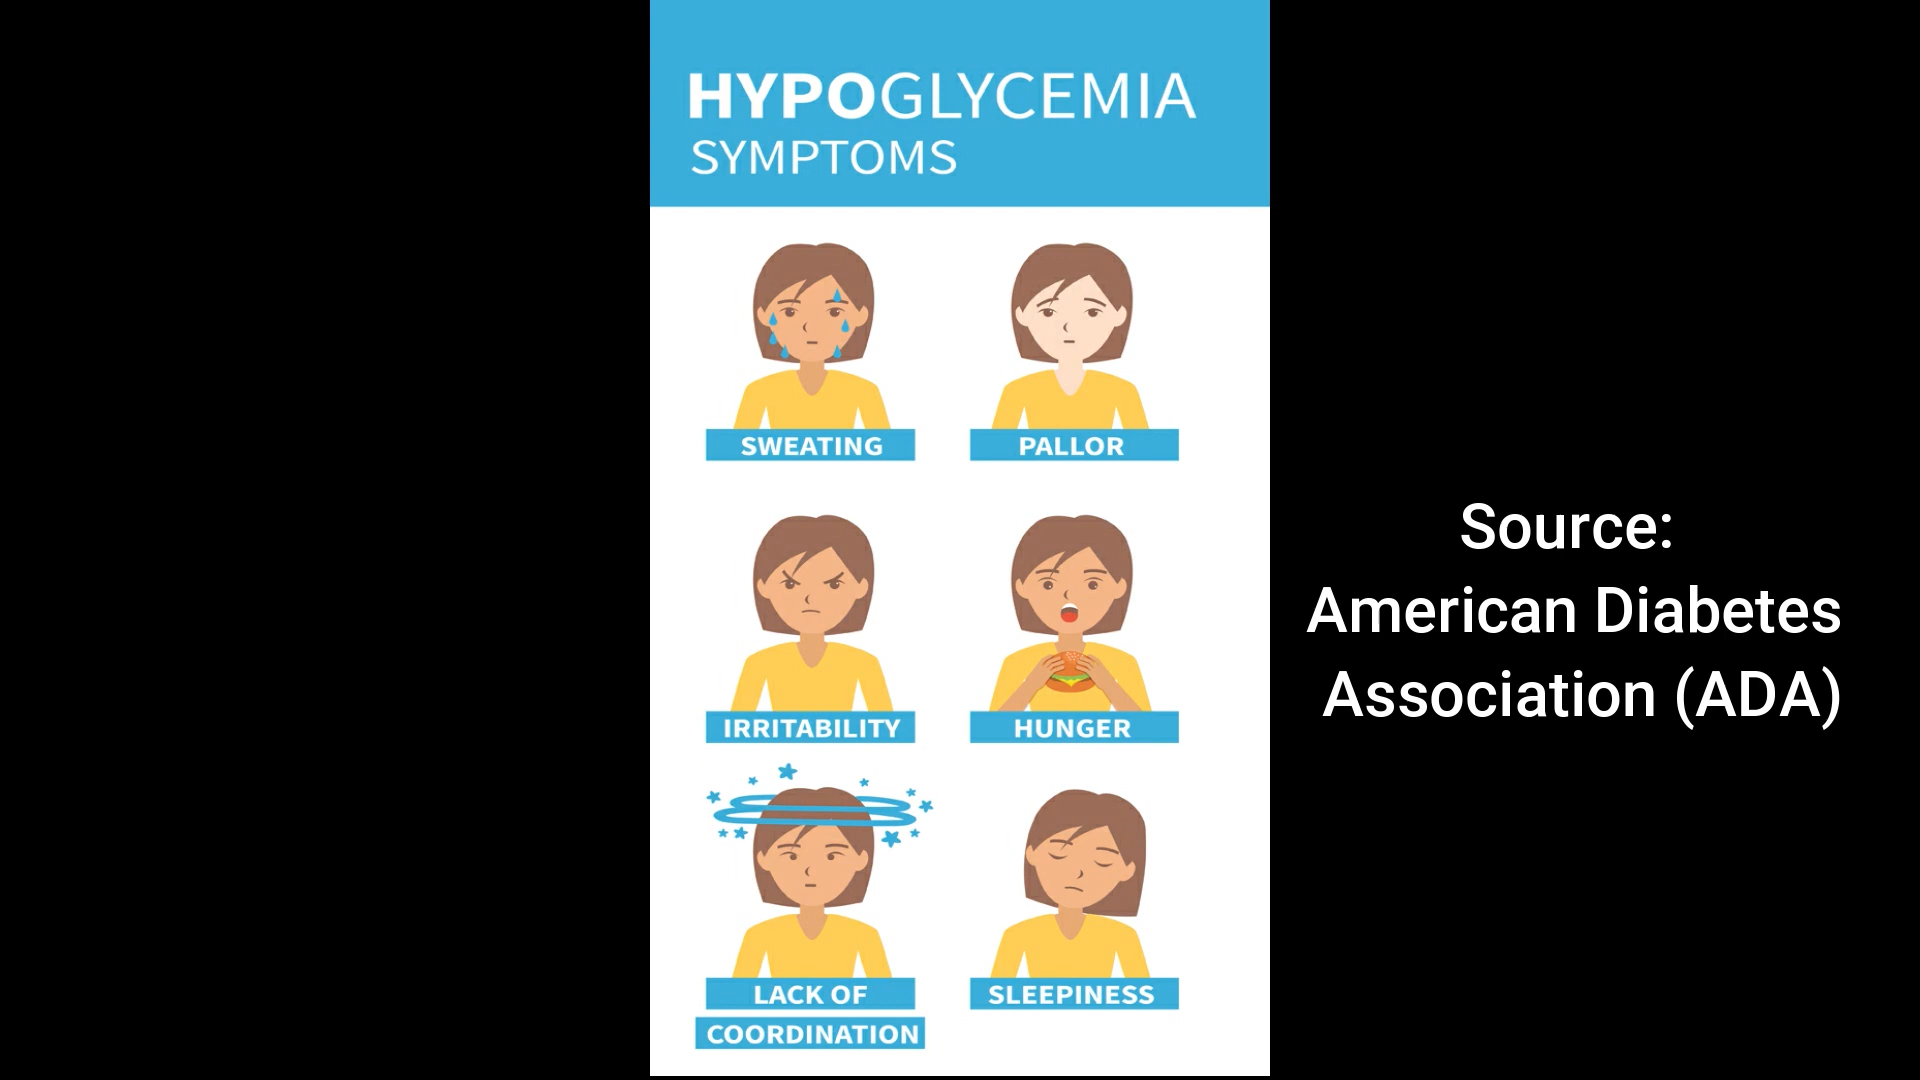 HYPOGLYCEMIA
SYMPTOMS
SWEATING
PALLOR
IRRITABILITY
HUNGER
LACK OF
COORDINATION
SLEEPINESS
Source:
American Diabetes
Association (ADA)